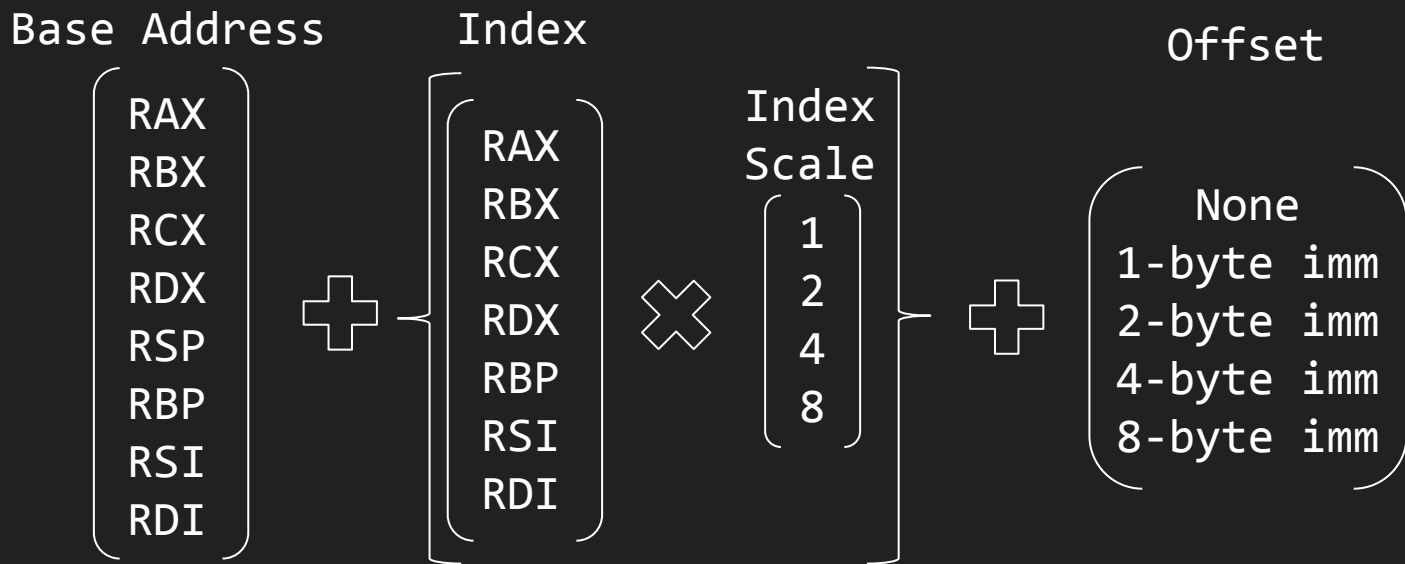 Base Address
RAX
RBX
RCX
RDX
RSP
RBP
RSI
RDI
Index
RAX
RBX
RCX
RDX
RBP
RSI
RDI
Index
Scale
1
2
4
8
Offset
None
1-byte imm
2-byte imm
4-byte imm
8-byte imm